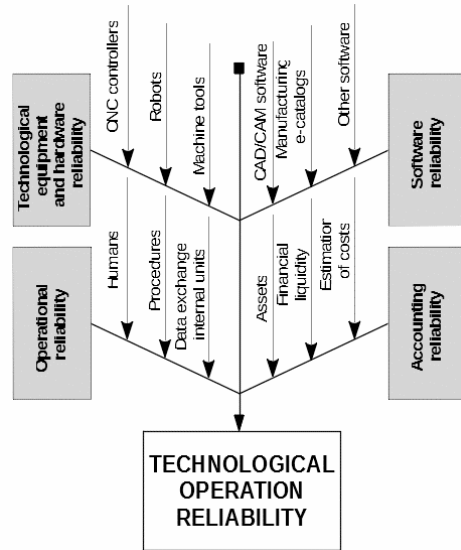 Technological
equipment
and hardware
reliability
QNC controllers
Robots
Machine tools
CAD/CAM software
Manufacturing
e-catalogs
Other software
Software
reliability
Operational
reliability
Humans
Procedures
Data exchange
internal units
Assets
Financial
liquidity
Estimation
of costs
Accounting
reliability
TECHNOLOGICAL
OPERATION
RELIABILITY